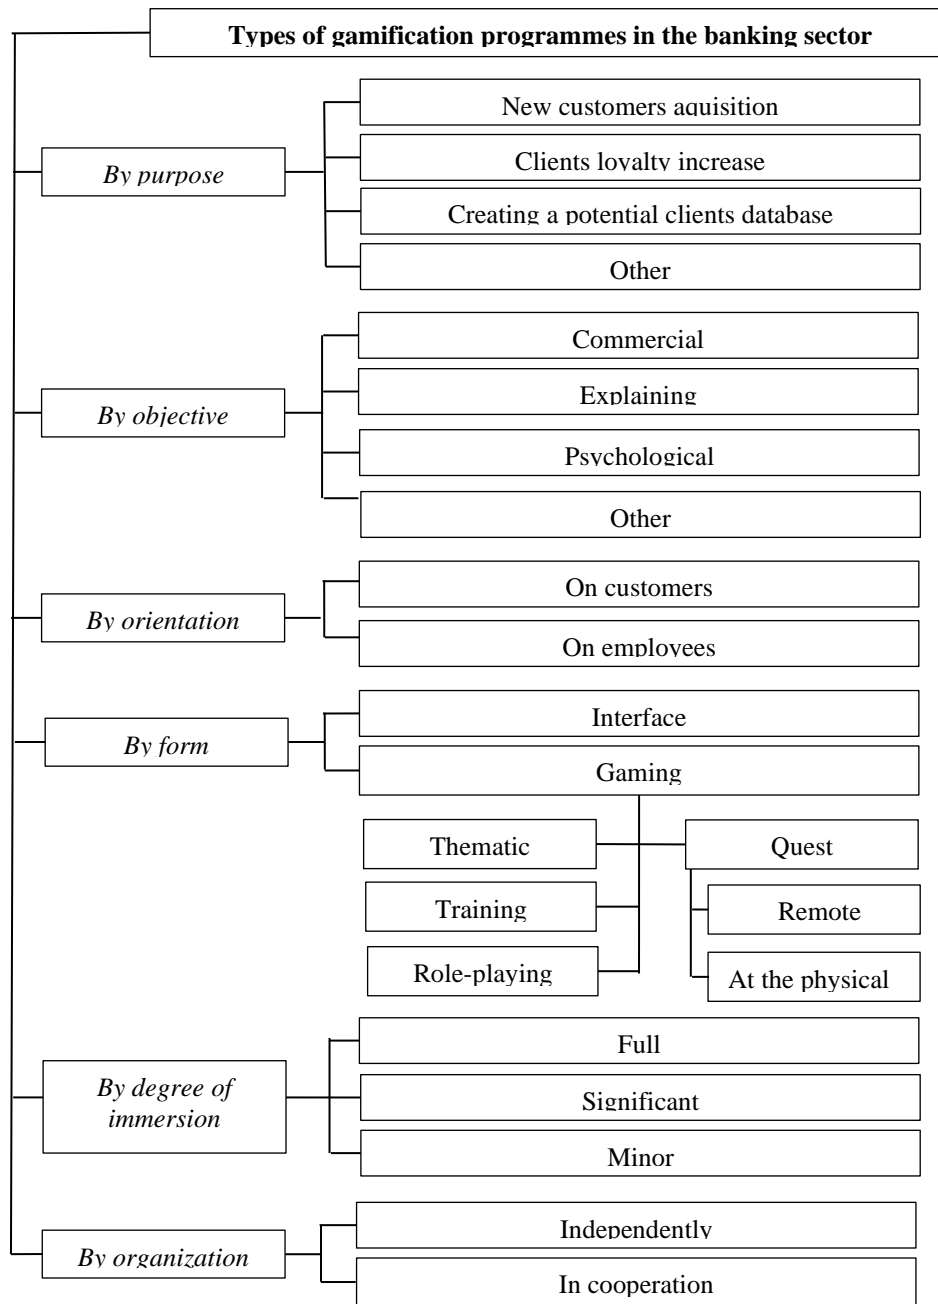 Types of gamification programmes in the banking sector
New customers aquisition
Clients loyalty increase
By purpose
Creating a potential clients database
Other
Commercial
Explaining
By objective
Psychological
Other
On customers
By orientation
On employees
Interface
By form
Gaming
Thematic
Quest
Training
Remote
Role-playing
At the physical
Full
By degree of
immersion
Significant
Minor
Independently
By organization
In cooperation